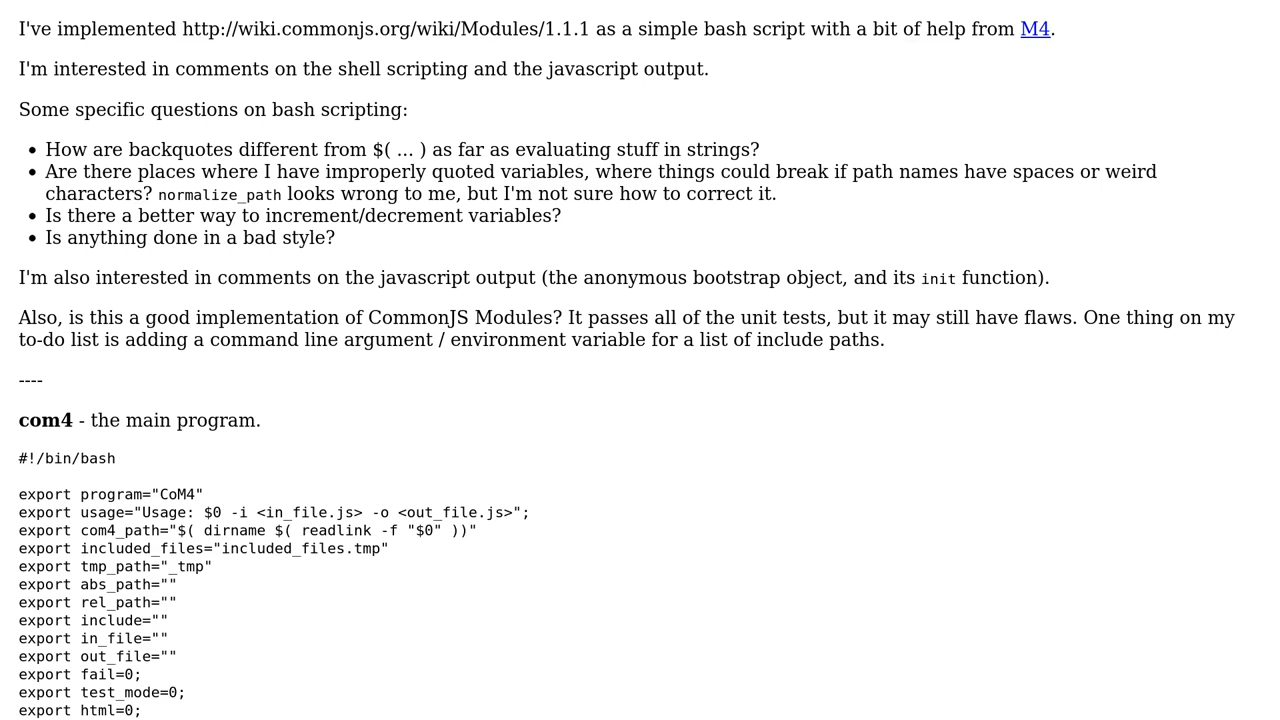 I've implemented http://wiki.commonjs.org/wiki/Modules/1.1.1 as a simple bash script with a bit of help from M4.
I'm interested in comments on the shell scripting and the javascript output.
Some specific questions on bash scripting:
• How are backquotes different from $( ... ) as far as evaluating stuff in strings?
• Are there places where I have improperly quoted variables, where things could break if path names have spaces or weird
characters? normalize_path looks wrong to me, but I'm not sure how to correct it.
• Is there a better way to increment/decrement variables?
• Is anything done in a bad style?
I'm also interested in comments on the javascript output (the anonymous bootstrap object, and its init function).
Also, is this a good implementation of CommonJS Modules? It passes all of the unit tests, but it may still have flaws. One thing on my
to-do list is adding a command line argument / environment variable for a list of include paths.
----
com4 - the main program.
#!/bin/bash
export program="CoM4"
export usage="Usage: $0 -i <in_file.js> -o <out_file.js>";
export com4_path="$( dirname $( readlink -f "$0" ))"
export included_files="included_files.tmp"
export tmp_path="_tmp"
export abs_path=""
export rel_path=""
export include=""
export in_file=""
export out_file=""
export fail=0;
export test_mode=0;
export html=0;